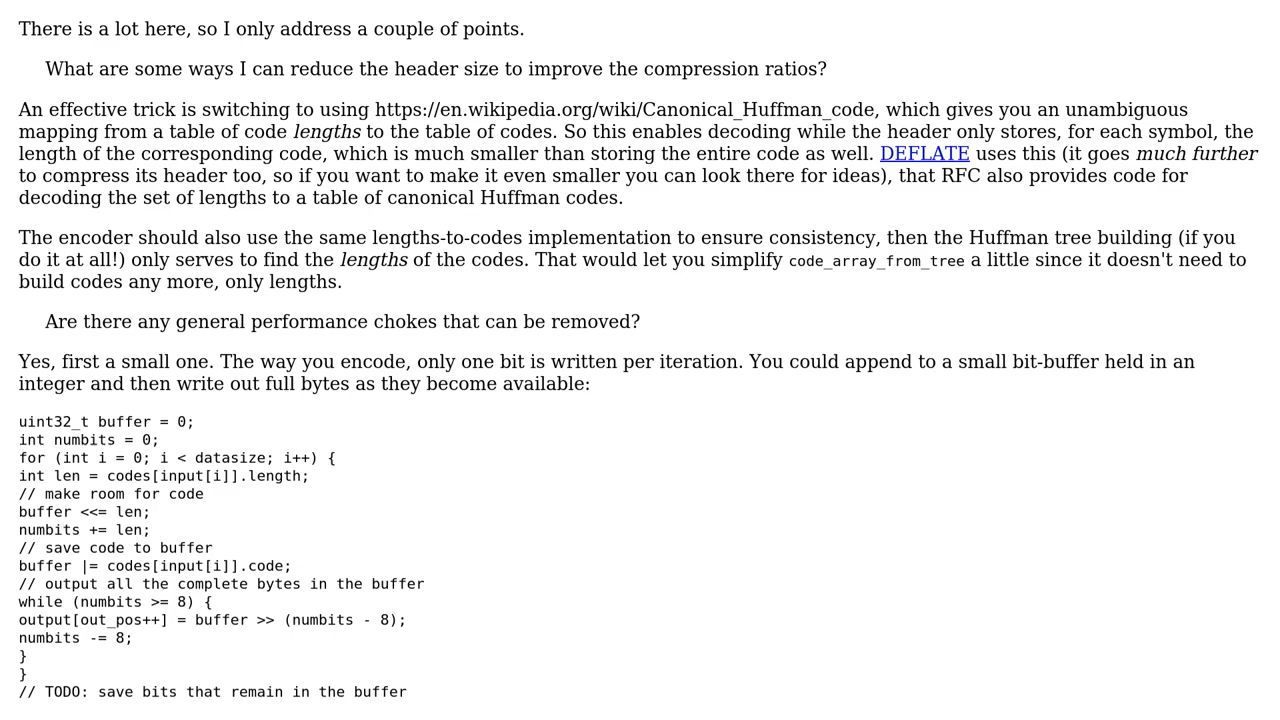 There is a lot here, so I only address a couple of points.
What are some ways I can reduce the header size to improve the compression ratios?
An effective trick is switching to using https://en.wikipedia.org/wiki/Canonical_Huffman_code, which gives you an unambiguous
mapping from a table of code lengths to the table of codes. So this enables decoding while the header only stores, for each symbol, the
length of the corresponding code, which is much smaller than storing the entire code as well. DEFLATE uses this (it goes much further
to compress its header too, so if you want to make it even smaller you can look there for ideas), that RFC also provides code for
decoding the set of lengths to a table of canonical Huffman codes.
The encoder should also use the same lengths-to-codes implementation to ensure consistency, then the Huffman tree building (if you
do it at all!) only serves to find the lengths of the codes. That would let you simplify code_array_from_tree a little since it doesn't need to
build codes any more, only lengths.
Are there any general performance chokes that can be removed?
Yes, first a small one. The way you encode, only one bit is written per iteration. You could append to a small bit-buffer held in an
integer and then write out full bytes as they become available:
uint32_t buffer = 0;
int numbits = 0;
for (int i = 0; i < datasize; i++) {
int len = codes[input[i]].length;
// make room for code
buffer <<= len;
numbits += len;
// save code to buffer
buffer |= codes[input[i]].code;
// output all the complete bytes in the buffer
while (numbits >= 8) {
output[out_pos++] = buffer >> (numbits - 8);
numbits -= 8;
}
}
// TODO: save bits that remain in the buffer